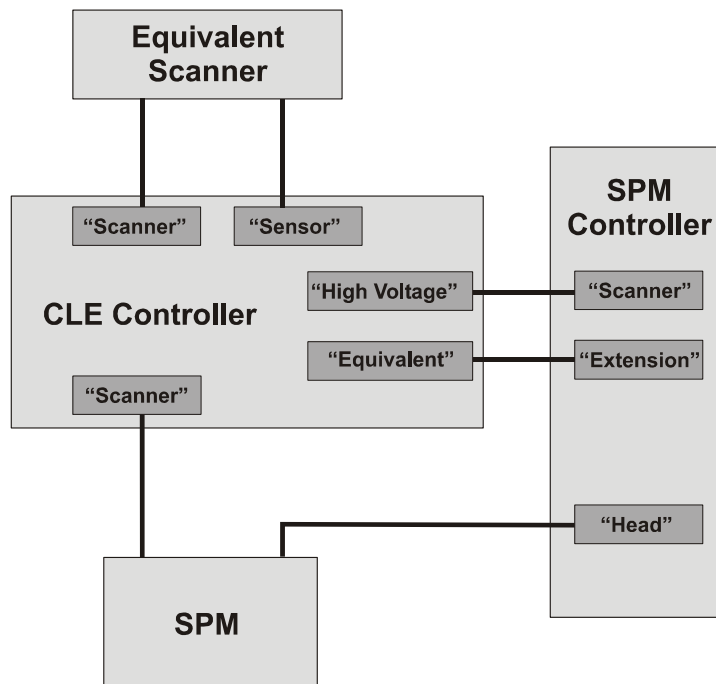 Equivalent
Scanner
SPM
Controller
“Scanner”
“Sensor”
“High Voltage”
“Scanner”
CLE Controller
“Equivalent”
“Extension”
“Scanner”
“Head”
SPM